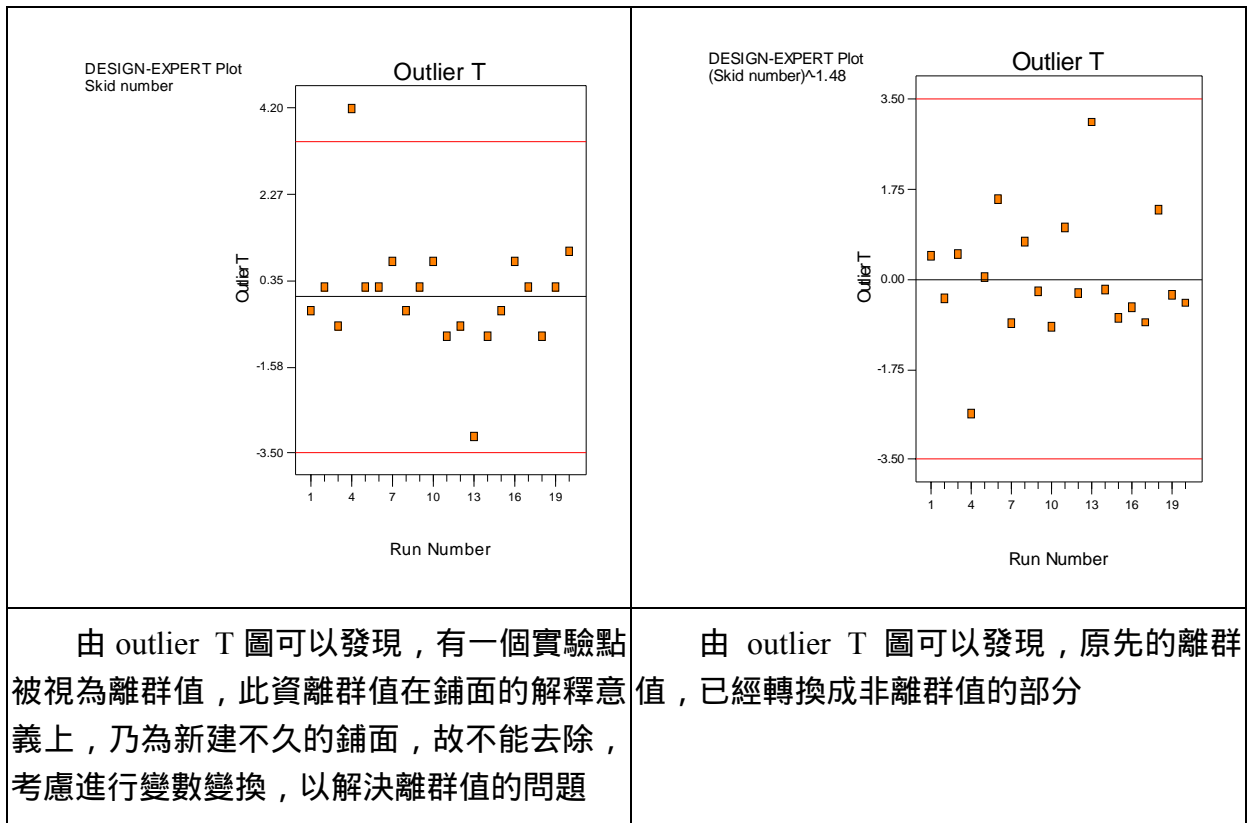 DESIGN-EXPERT Plot
Skid number
Outlier T
4.20
2.27
0.35
-1.58
-3.50
Outlier T
1 4 7 10 13 16 19
Run Number
DESIGN-EXPERT Plot
(Skid number)^-1.48
Outlier T
3.50
1.75
0.00
-1.75
-3.50
Outlier T
1 4 7 10 13 16 19
Run Number
由 outlier T 圖可以發現，有一個實驗點
被視為離群值，此資離群值在鋪面的解釋意
義上，乃為新建不久的鋪面，故不能去除，
考慮進行變數變換，以解決離群值的問題
由 outlier T 圖可以發現，原先的離群
值，已經轉換成非離群值的部分